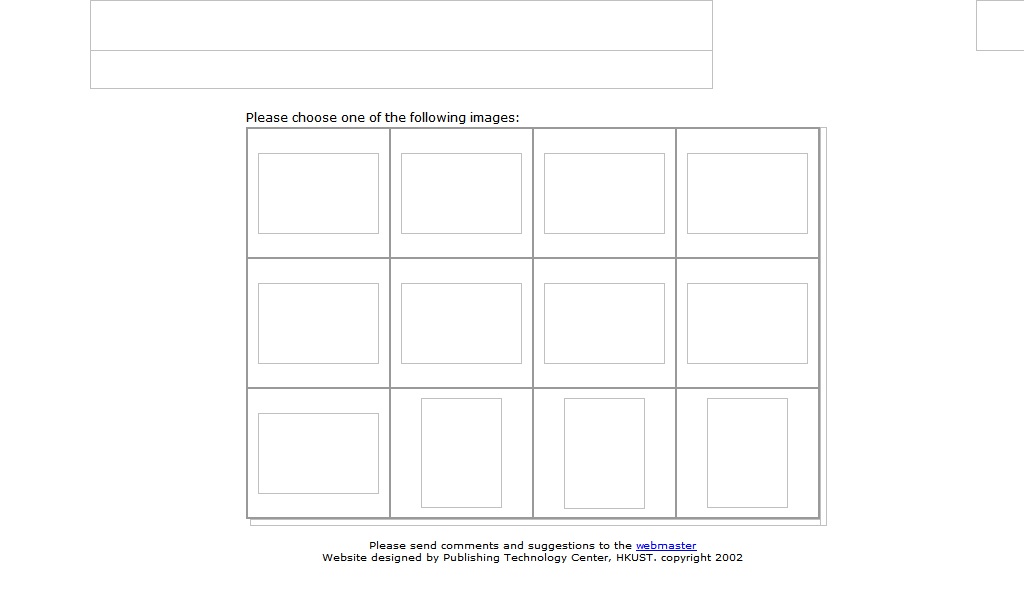 Please choose one of the following images:
Please send comments and suggestions to the webmaster
Website designed by Publishing Technology Center, HKUST. copyright 2002